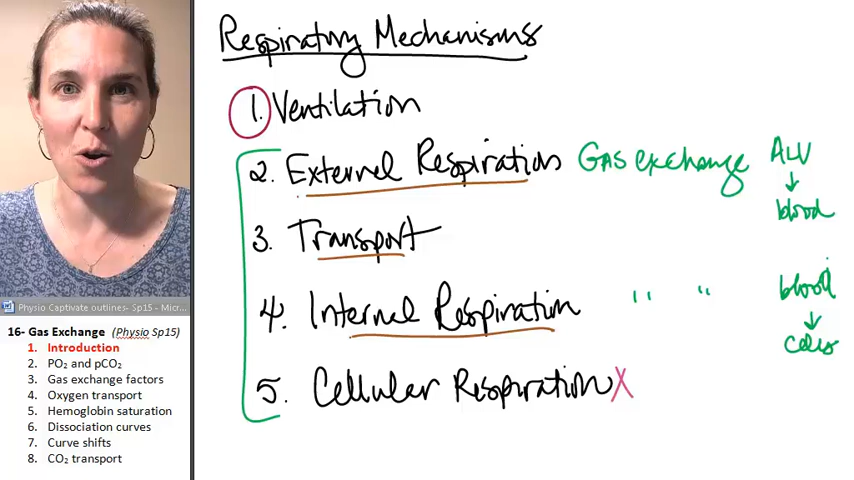 Respiratory Mechanisms
1. Ventilation
2. External Respiration Gas exchange ALV
↓
blood
3. Transport
4. Internal Respiration " " blood
↓
cells
5. Cellular Respiration X
Physio Captivate outlines- Sp15 - Micr...
16- Gas Exchange (Physio Sp15)
1. Introduction
2. PO₂ and pCO₂
3. Gas exchange factors
4. Oxygen transport
5. Hemoglobin saturation
6. Dissociation curves
7. Curve shifts
8. CO₂ transport